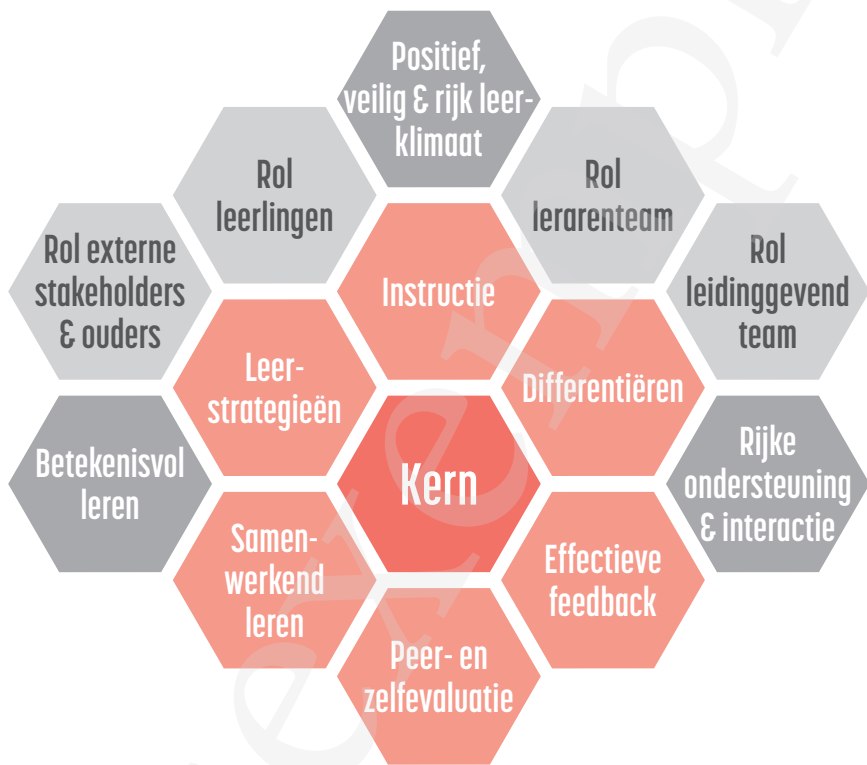 Positief,
veilig & rijk leer-
klimaat
Rol
leerlingen
Rol
lerarenteam
Rol externe
stakeholders
& ouders
Instructie
Rol
leidinggevend
team
Leer-
strategieën
Differentiëren
Betekenisvol
leren
Kern
Rijke
ondersteuning
& interactie
Samen-
werkend
leren
Effectieve
feedback
Peer- en
zelfevaluatie